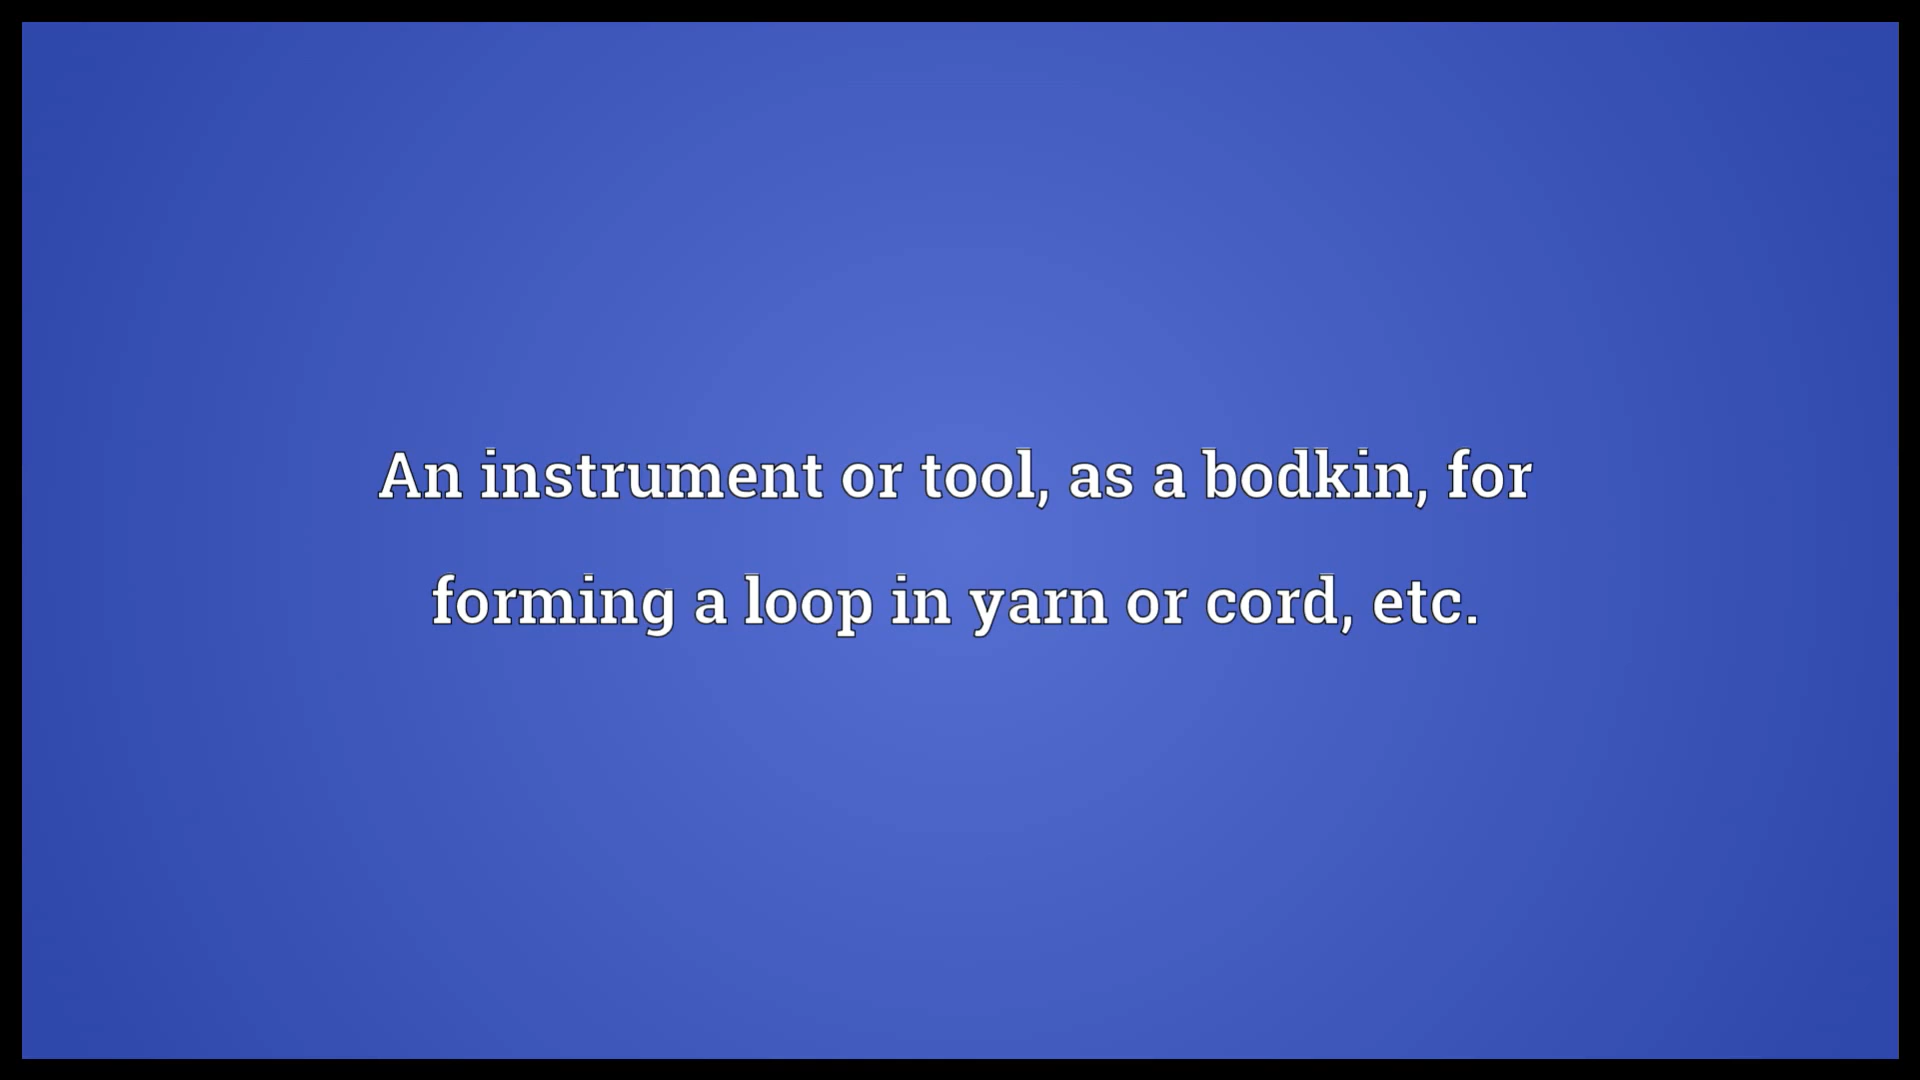 An instrument or tool, as a bodkin, for
forming a loop in yarn or cord, etc.